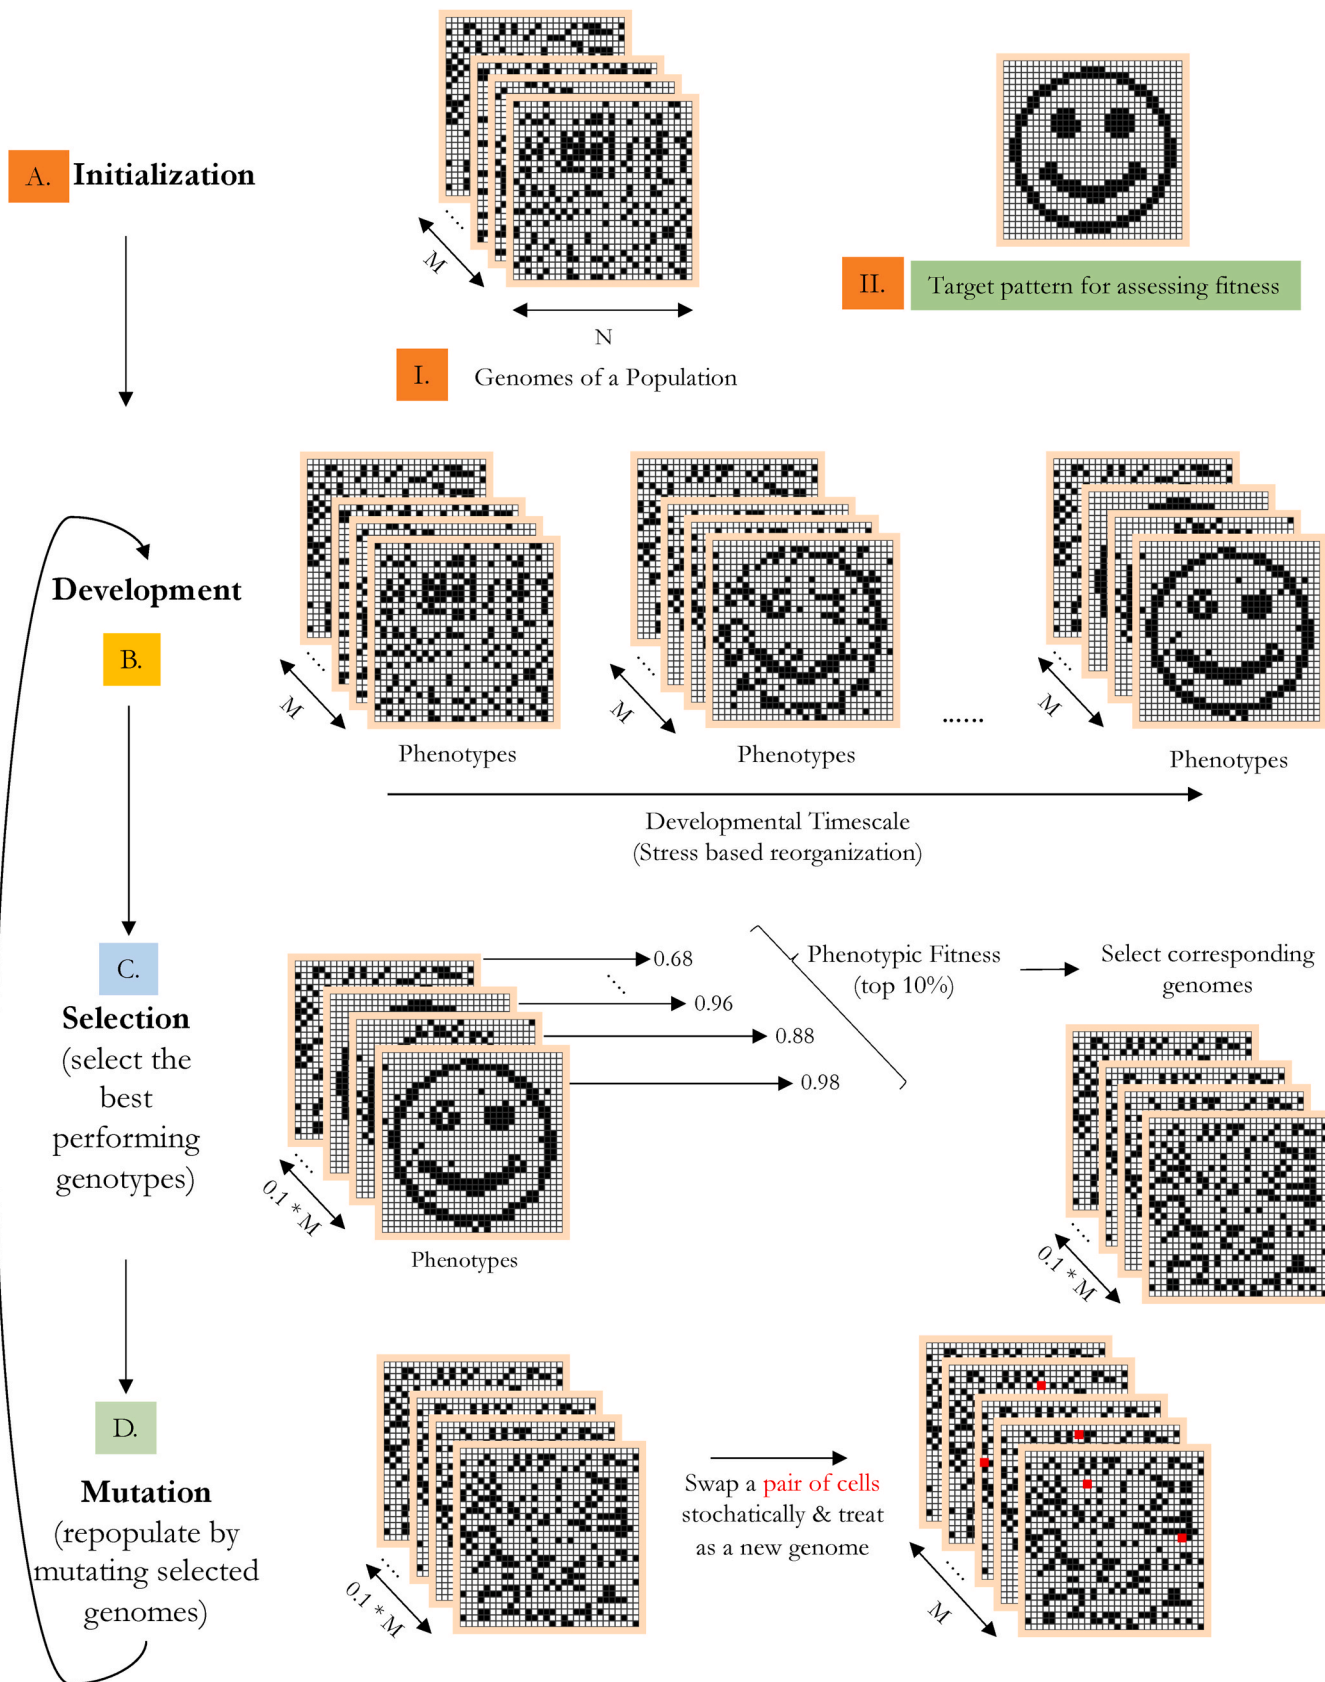 A. Initialization
....
M
N
I. Genomes of a Population
II. Target pattern for assessing fitness
Development
B.
....
M
Phenotypes
....
M
Phenotypes
......
....
M
Phenotypes
Developmental Timescale
(Stress based reorganization)
C.
Selection
(select the
best
performing
genotypes)
....
0.1 * M
Phenotypes
0.68
....
0.96
0.88
0.98
Phenotypic Fitness
(top 10%)
Select corresponding
genomes
....
0.1 * M
D.
Mutation
(repopulate by
mutating selected
genomes)
....
0.1 * M
Swap a pair of cells
stochatically & treat
as a new genome
....
M